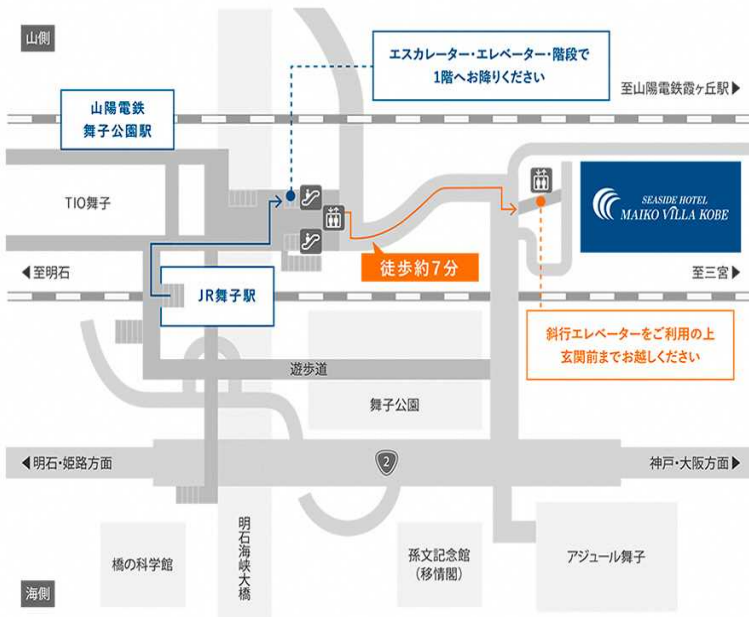 山側
エスカレーター・エレベーター・階段で
1階へお降りください
至山陽電鉄霞ヶ丘駅▶
山陽電鉄
舞子公園駅
TIO舞子
SEASIDE HOTEL
MAIKO VILLA KOBE
徒歩約7分
◀至明石
至三宮▶
JR舞子駅
斜行エレベーターをご利用の上
玄関前までお越しください
遊歩道
舞子公園
◀明石・姫路方面
2
神戸・大阪方面▶
明石海峡大橋
橋の科学館
孫文記念館
(移情閣)
アジュール舞子
海側